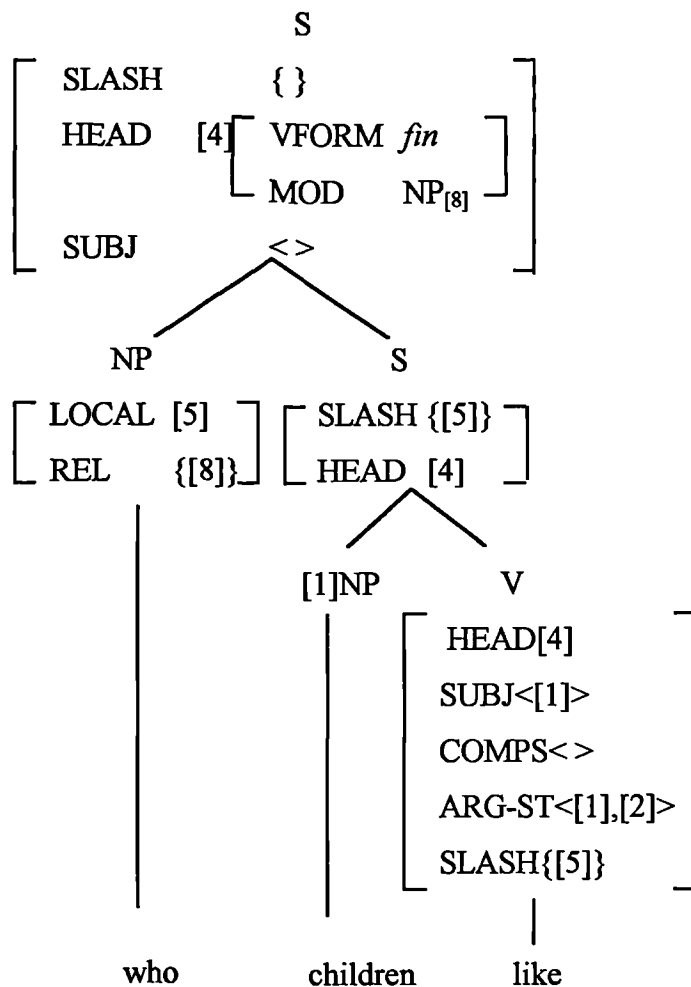 S
SLASH { }
HEAD [4] VFORM fin
MOD NP[8]
SUBJ < >
NP S
LOCAL [5] SLASH {[5]}
REL {[8]} HEAD [4]
[1]NP V
HEAD[4]
SUBJ<[1]>
COMPS< >
ARG-ST<[1],[2]>
SLASH{[5]}
who children like